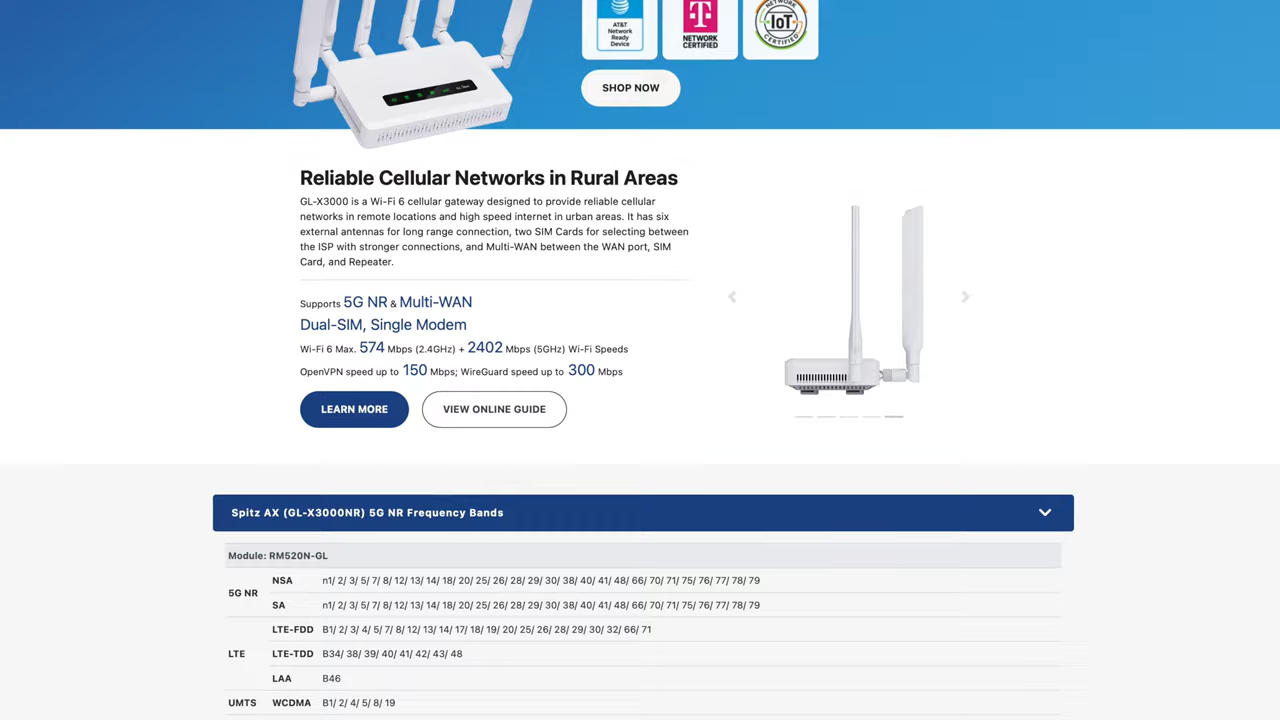 AT&T
Network
Ready
Device
NETWORK
CERTIFIED
NETWORK
IoT
CERTIFIED
SHOP NOW
Reliable Cellular Networks in Rural Areas
GL-X3000 is a Wi-Fi 6 cellular gateway designed to provide reliable cellular
networks in remote locations and high speed internet in urban areas. It has six
external antennas for long range connection, two SIM Cards for selecting between
the ISP with stronger connections, and Multi-WAN between the WAN port, SIM
Card, and Repeater.
Supports 5G NR & Multi-WAN
Dual-SIM, Single Modem
Wi-Fi 6 Max. 574 Mbps (2.4GHz) + 2402 Mbps (5GHz) Wi-Fi Speeds
OpenVPN speed up to 150 Mbps; WireGuard speed up to 300 Mbps
LEARN MORE
VIEW ONLINE GUIDE
Spitz AX (GL-X3000NR) 5G NR Frequency Bands
Module: RM520N-GL
5G NR
NSA n1/ 2/ 3/ 5/ 7/ 8/ 12/ 13/ 14/ 18/ 20/ 25/ 26/ 28/ 29/ 30/ 38/ 40/ 41/ 48/ 66/ 70/ 71/ 75/ 76/ 77/ 78/ 79
SA n1/ 2/ 3/ 5/ 7/ 8/ 12/ 13/ 14/ 18/ 20/ 25/ 26/ 28/ 29/ 30/ 38/ 40/ 41/ 48/ 66/ 70/ 71/ 75/ 76/ 77/ 78/ 79
LTE
LTE-FDD B1/ 2/ 3/ 4/ 5/ 7/ 8/ 12/ 13/ 14/ 17/ 18/ 19/ 20/ 25/ 26/ 28/ 29/ 30/ 32/ 66/ 71
LTE-TDD B34/ 38/ 39/ 40/ 41/ 42/ 43/ 48
LAA B46
UMTS WCDMA B1/ 2/ 4/ 5/ 8/ 19